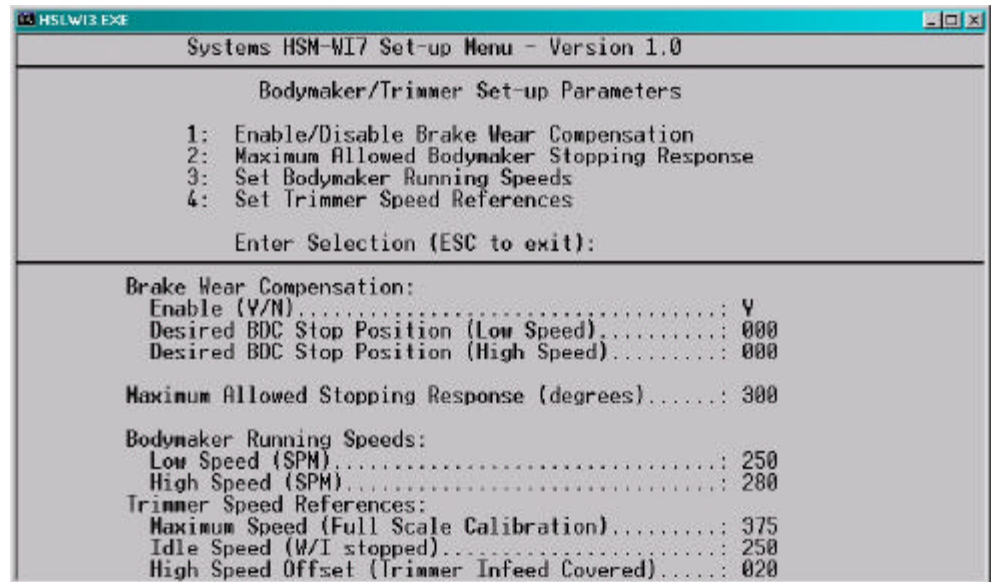 HSLWI3.EXE
Systems HSM-WI7 Set-up Menu - Version 1.0
Bodymaker/Trimmer Set-up Parameters
1: Enable/Disable Brake Wear Compensation
2: Maximum Allowed Bodymaker Stopping Response
3: Set Bodymaker Running Speeds
4: Set Trimmer Speed References
Enter Selection (ESC to exit):
Brake Wear Compensation:
Enable (Y/N)....................................: Y
Desired BDC Stop Position (Low Speed)...........: 000
Desired BDC Stop Position (High Speed)..........: 000
Maximum Allowed Stopping Response (degrees)......: 300
Bodymaker Running Speeds:
Low Speed (SPM).................................: 250
High Speed (SPM)................................: 280
Trimmer Speed References:
Maximum Speed (Full Scale Calibration)..........: 375
Idle Speed (W/I stopped)........................: 250
High Speed Offset (Trimmer Infeed Covered).....: 020